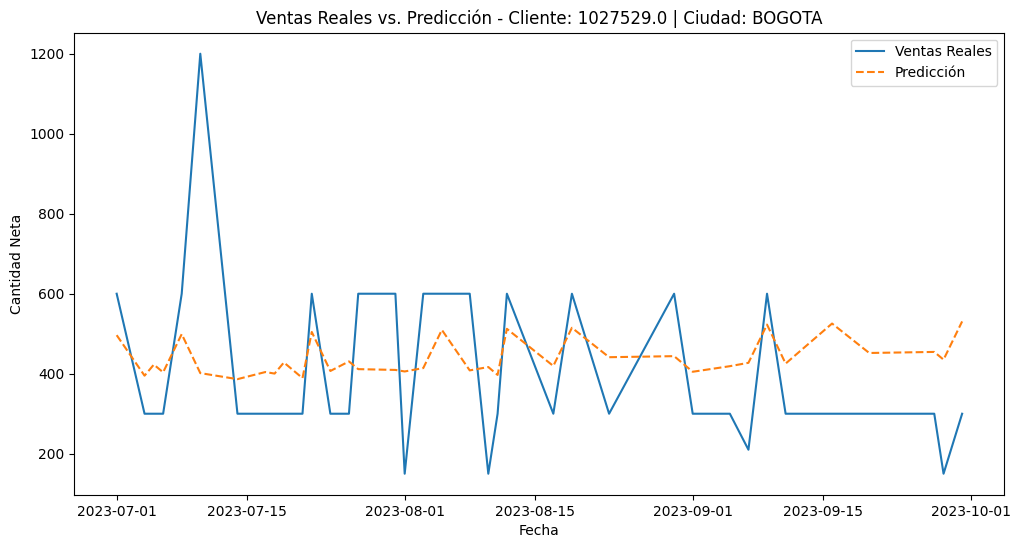 Ventas Reales vs. Predicción - Cliente: 1027529.0 | Ciudad: BOGOTA
Ventas Reales
Predicción
1200
1000
800
600
400
200
Cantidad Neta
2023-07-01 2023-07-15 2023-08-01 2023-08-15 2023-09-01 2023-09-15 2023-10-01
Fecha